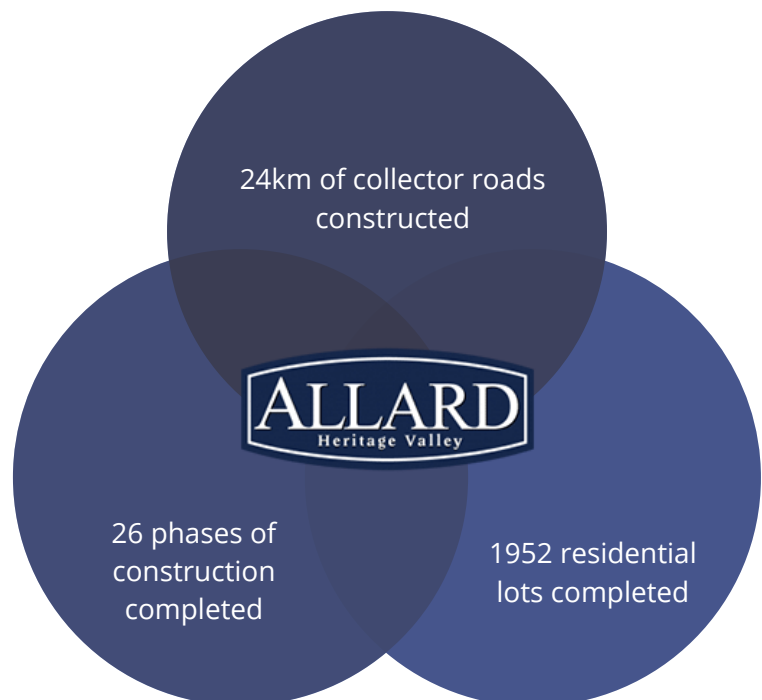 24km of collector roads
constructed
ALLARD
Heritage Valley
26 phases of
construction
completed
1952 residential
lots completed